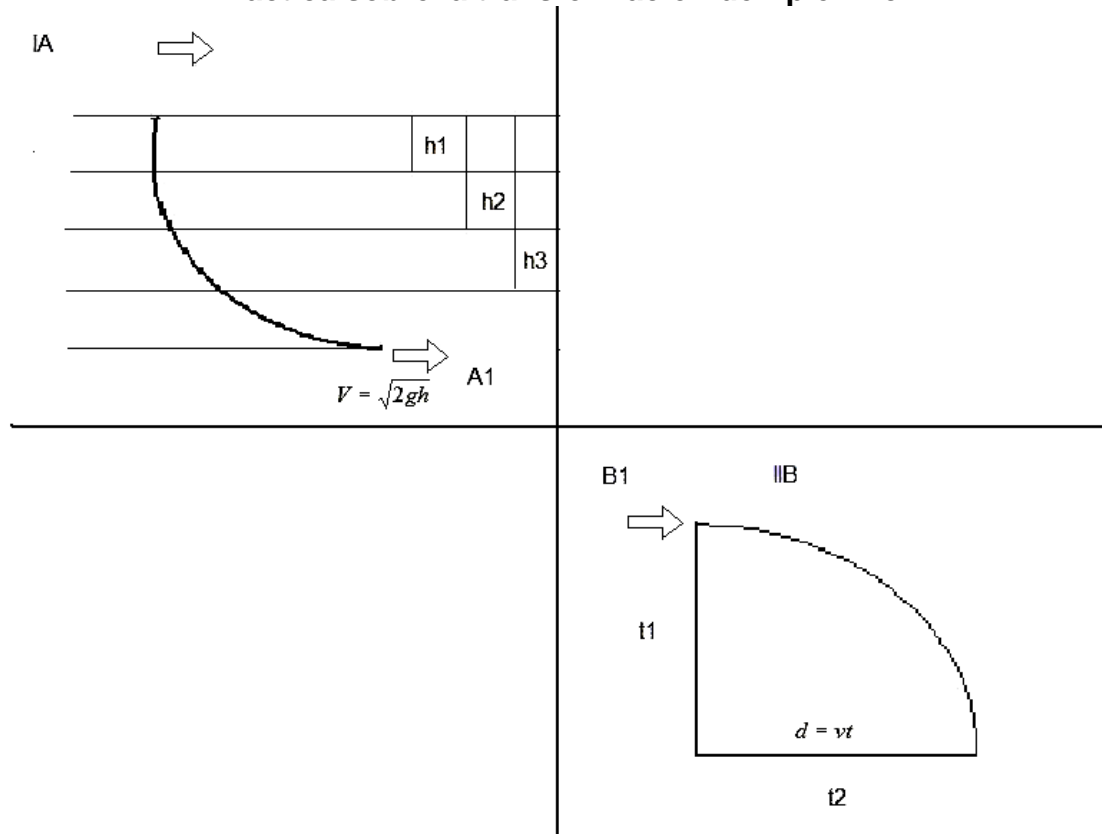 IA
h1
h2
h3
A1
V = √2gh
B1 IIB
t1
d = vt
t2